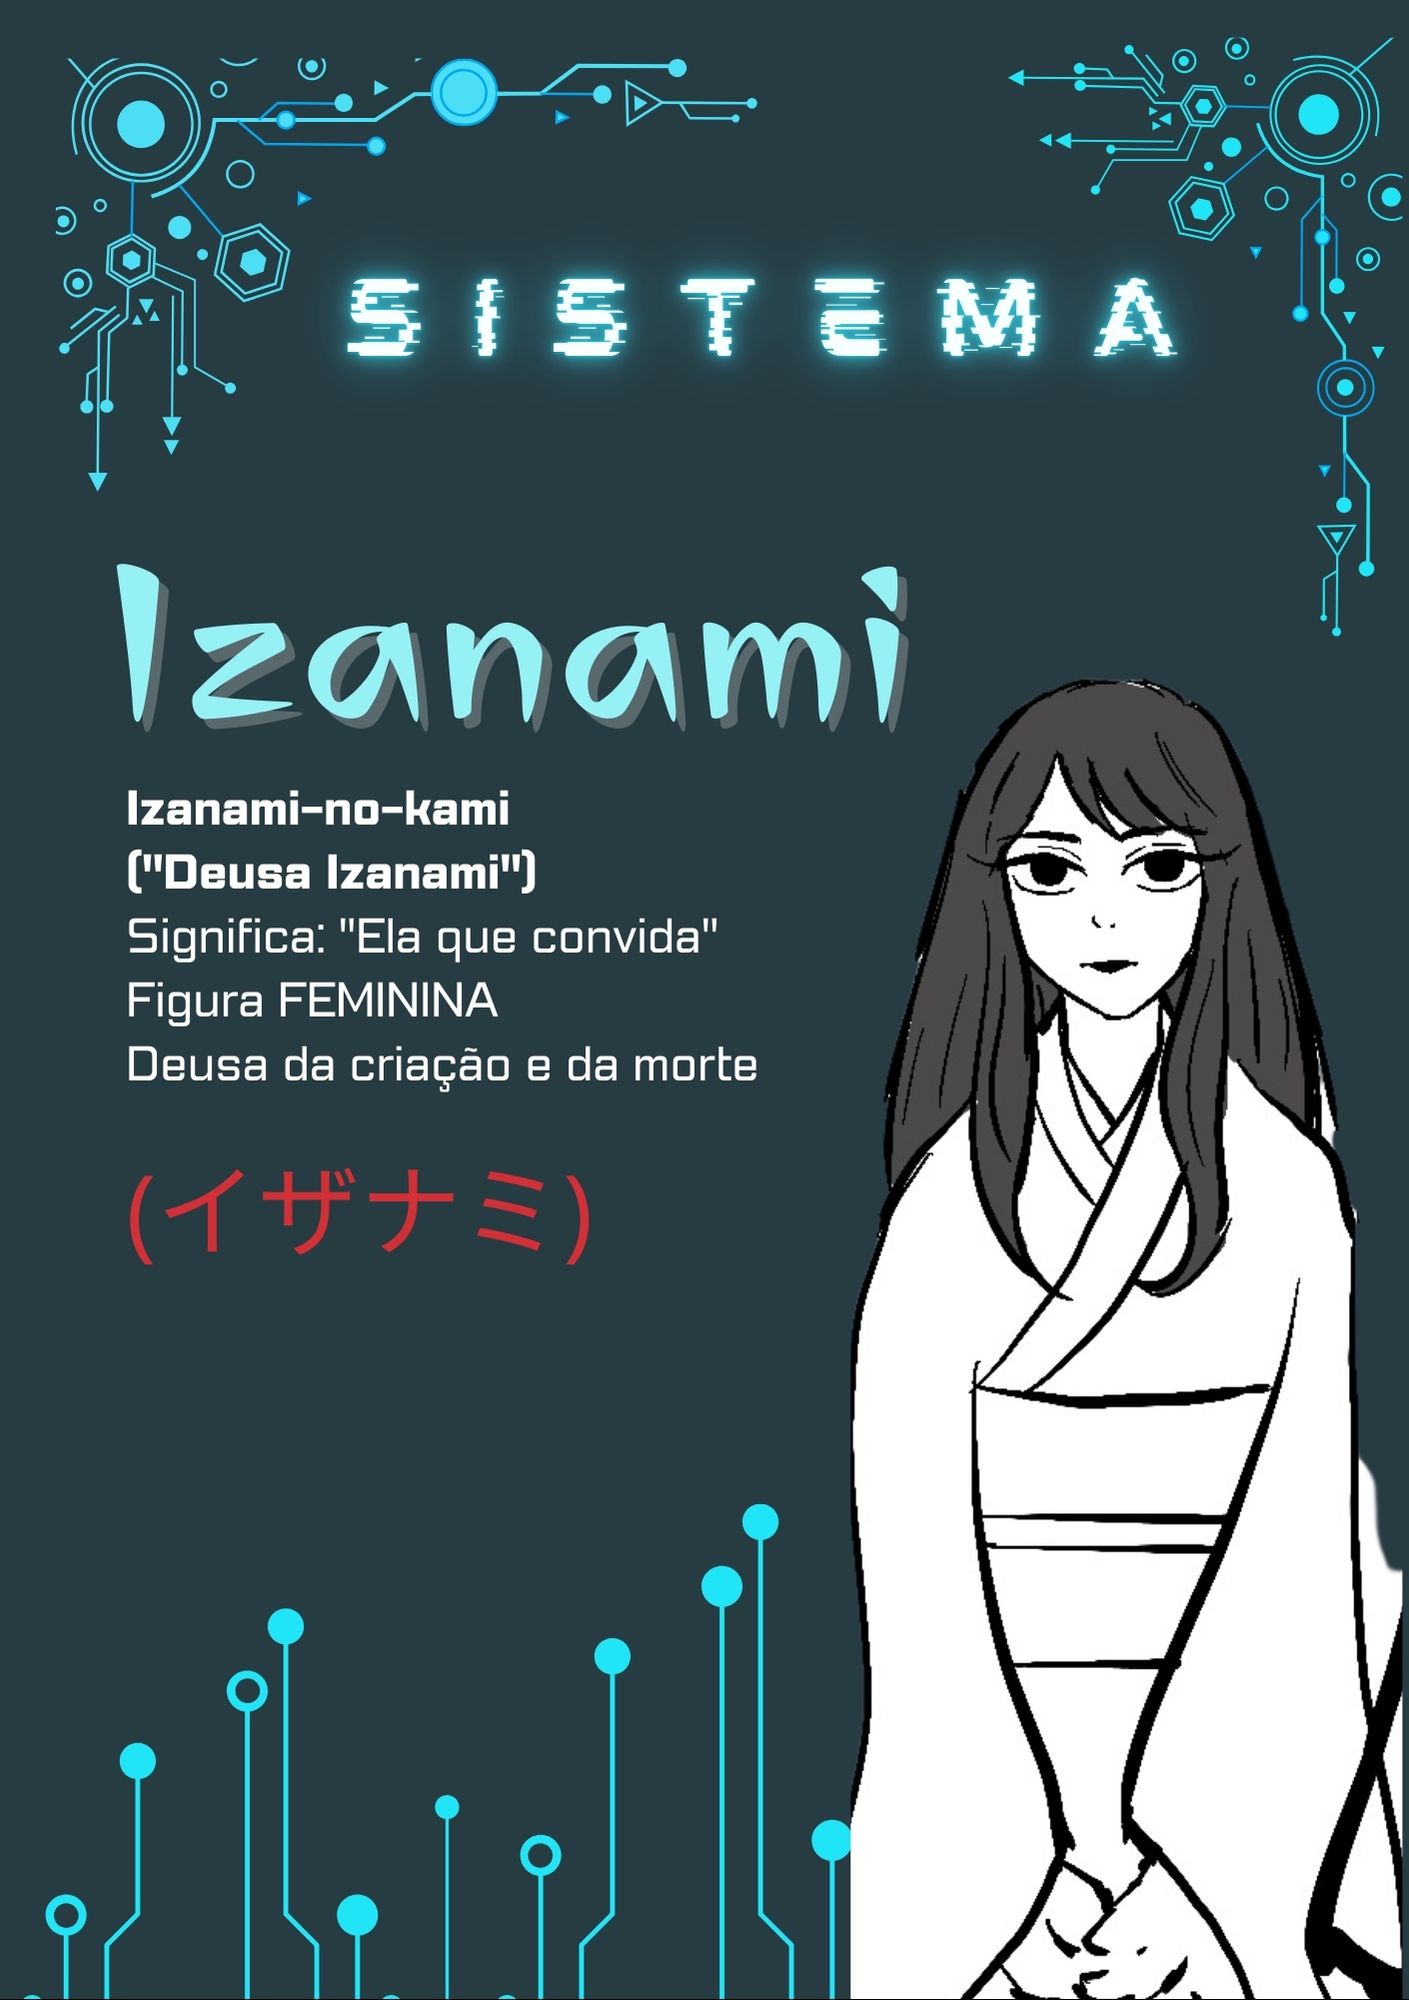 SISTEMA
Izanami
Izanami-no-kami
("Deusa Izanami")
Significa: "Ela que convida"
Figura FEMININA
Deusa da criação e da morte
(イザナミ)